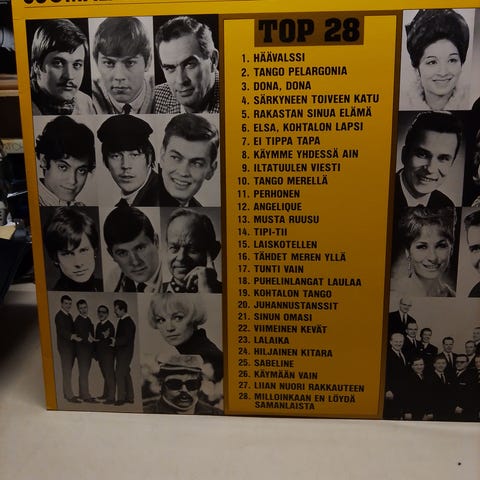 TOP 28
1. HÄÄVALSSI
2. TANGO PELARGONIA
3. DONA, DONA
4. SÄRKYNEEN TOIVEEN KATU
5. RAKASTAN SINUA ELÄMÄ
6. ELSA, KOHTALON LAPSI
7. EI TIPPA TAPA
8. KÄYMME YHDESSÄ AIN
9. ILTATUULEN VIESTI
10. TANGO MERELLÄ
11. PERHONEN
12. ANGELIQUE
13. MUSTA RUUSU
14. TIPI-TII
15. LAISKOTELLEN
16. TÄHDET MEREN YLLÄ
17. TUNTI VAIN
18. PUHELINLANGAT LAULAA
19. KOHTALON TANGO
20. JUHANNUSTANSSIT
21. SINUN OMASI
22. VIIMEINEN KEVÄT
23. LALAIKA
24. HILJAINEN KITARA
25. SABELINE
26. KÄYMÄÄN VAIN
27. LIIAN NUORI RAKKAUTEEN
28. MILLOINKAAN EN LÖYDÄ
SAMANLAISTA